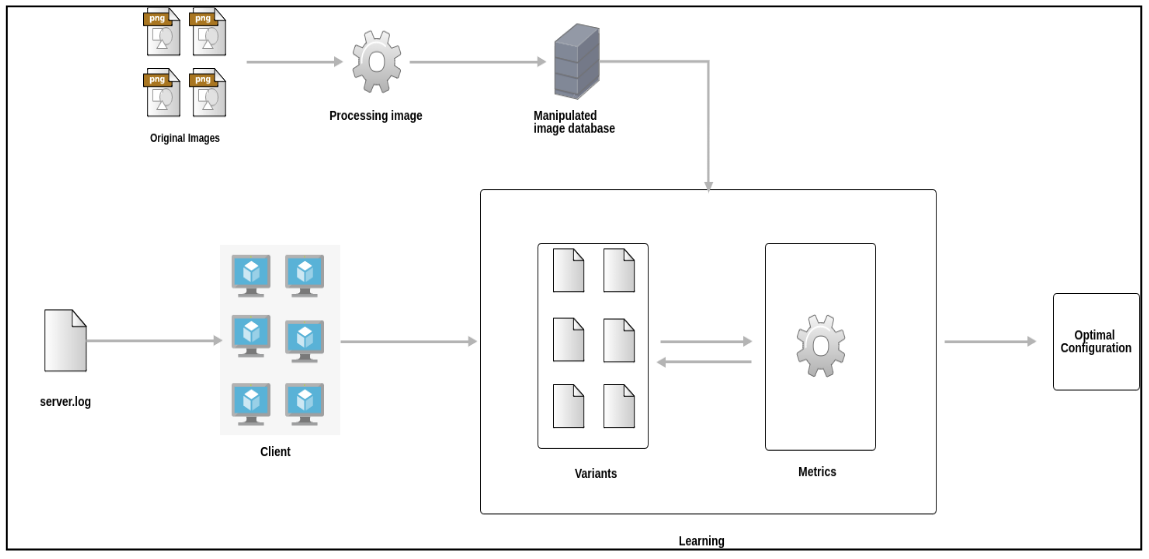 png
png
png
png
Original Images
Processing image
Manipulated
image database
server.log
Client
Variants
Metrics
Learning
Optimal
Configuration